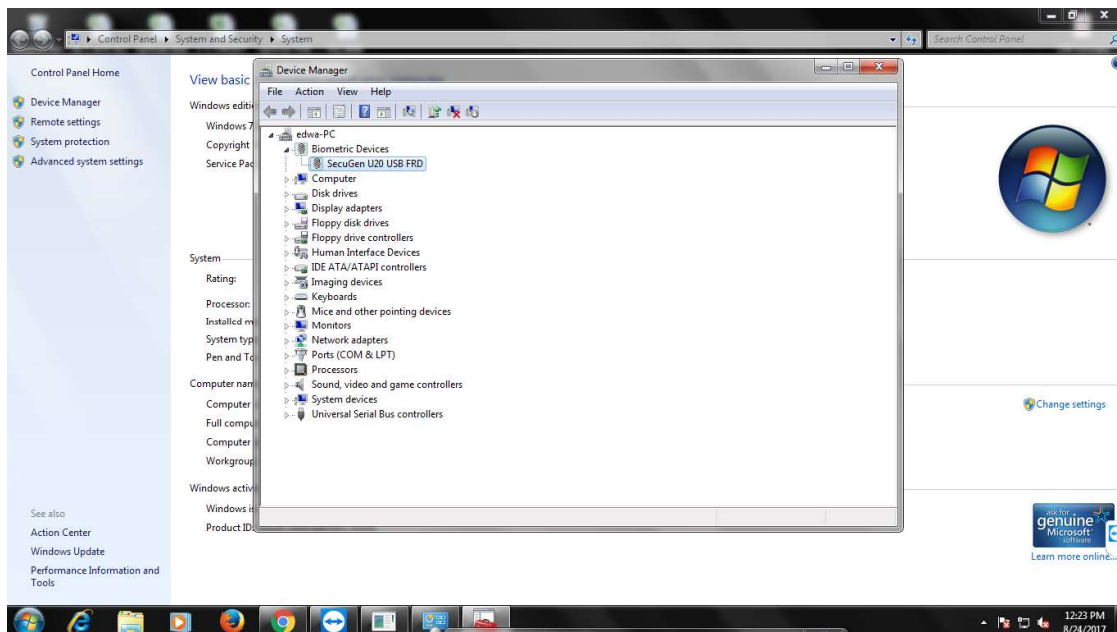 Control Panel ▸ System and Security ▸ System
Search Control Panel
Control Panel Home
Device Manager
Remote settings
System protection
Advanced system settings
See also
Action Center
Windows Update
Performance Information and
Tools
View basic
Windows editi
Windows 7
Copyright
Service Pac
System
Rating:
Processor:
Installed m
System typ
Pen and To
Computer nam
Computer
Full compu
Computer
Workgroup
Windows activ
Windows is
Product ID:
Device Manager
File Action View Help
edwa-PC
Biometric Devices
SecuGen U20 USB FRD
Computer
Disk drives
Display adapters
Floppy disk drives
Floppy drive controllers
Human Interface Devices
IDE ATA/ATAPI controllers
Imaging devices
Keyboards
Mice and other pointing devices
Monitors
Network adapters
Ports (COM & LPT)
Processors
Sound, video and game controllers
System devices
Universal Serial Bus controllers
Change settings
ask for
genuine
Microsoft
software
Learn more online...
12:23 PM
8/24/2017